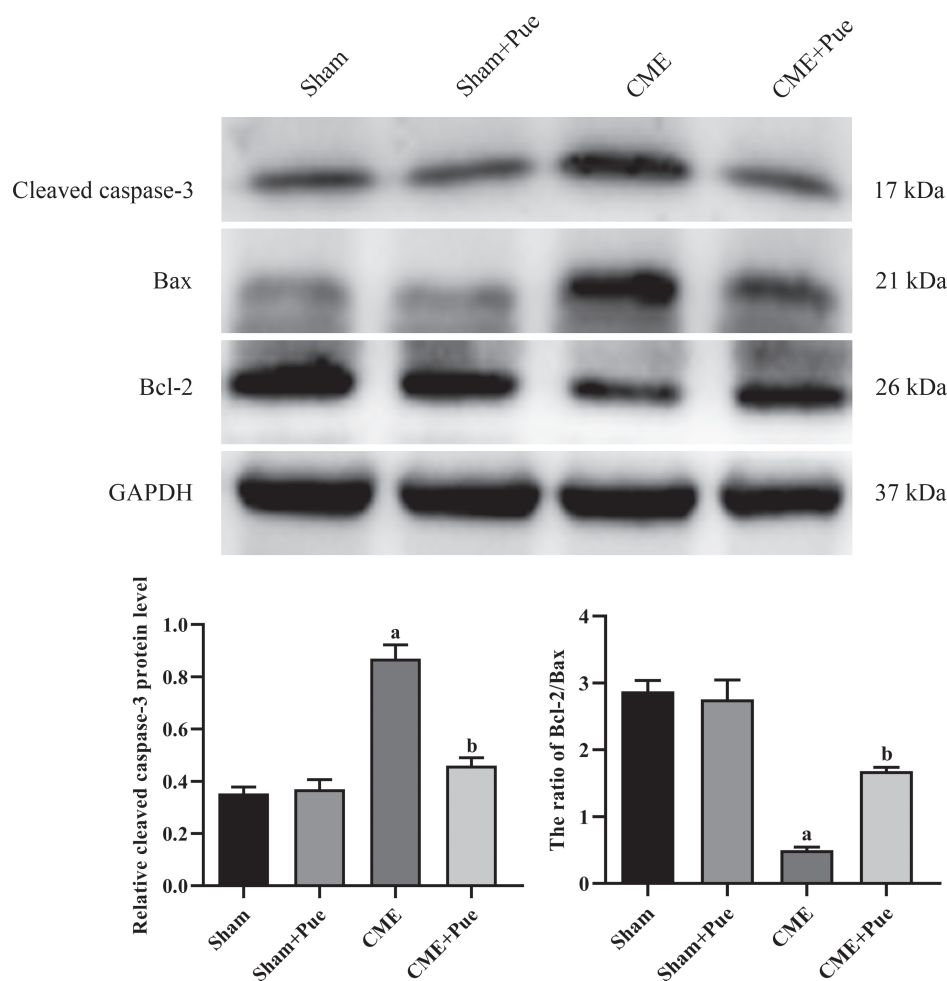 Sham
Sham+Pue
CME
CME+Pue
Cleaved caspase-3
17 kDa
Bax
21 kDa
Bcl-2
26 kDa
GAPDH
37 kDa
Relative cleaved caspase-3 protein level
1.0
0.8
0.6
0.4
0.2
0.0
a
b
Sham
Sham+Pue
CME
CME+Pue
The ratio of Bcl-2/Bax
4
3
2
1
0
a
b
Sham
Sham+Pue
CME
CME+Pue